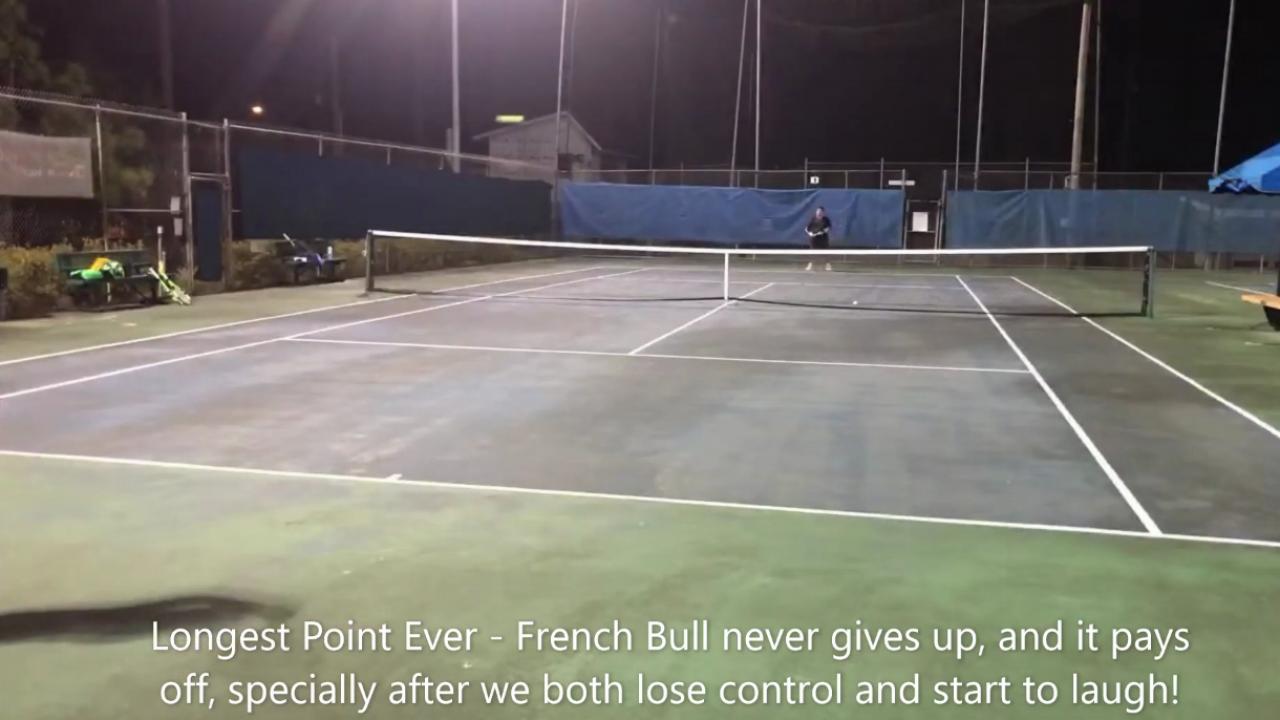 Longest Point Ever - French Bull never gives up, and it pays
off, specially after we both lose control and start to laugh!